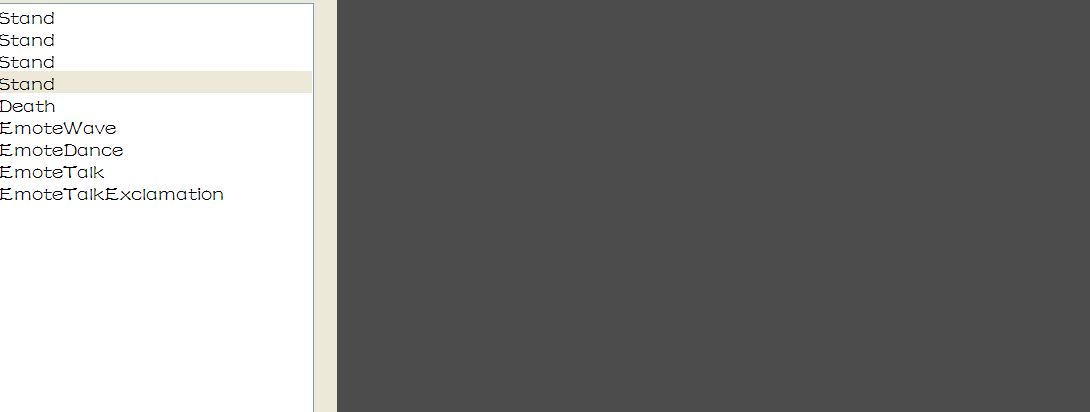 Stand
Stand
Stand
Stand
Death
EmoteWave
EmoteDance
EmoteTalk
EmoteTalkExclamation